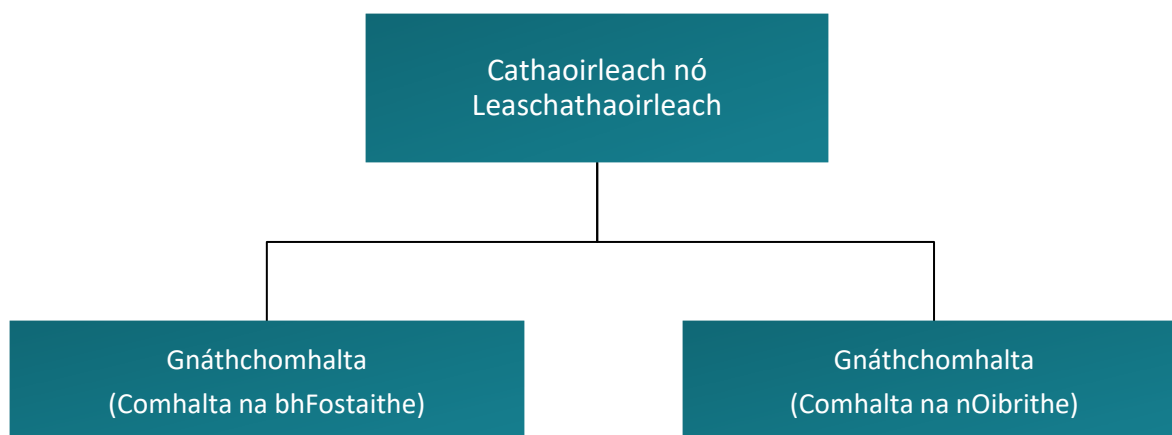 Cathaoirleach nó
Leaschathaoirleach
Gnáthchomhalta
(Comhalta na bhFostaithe)
Gnáthchomhalta
(Comhalta na nOibrithe)